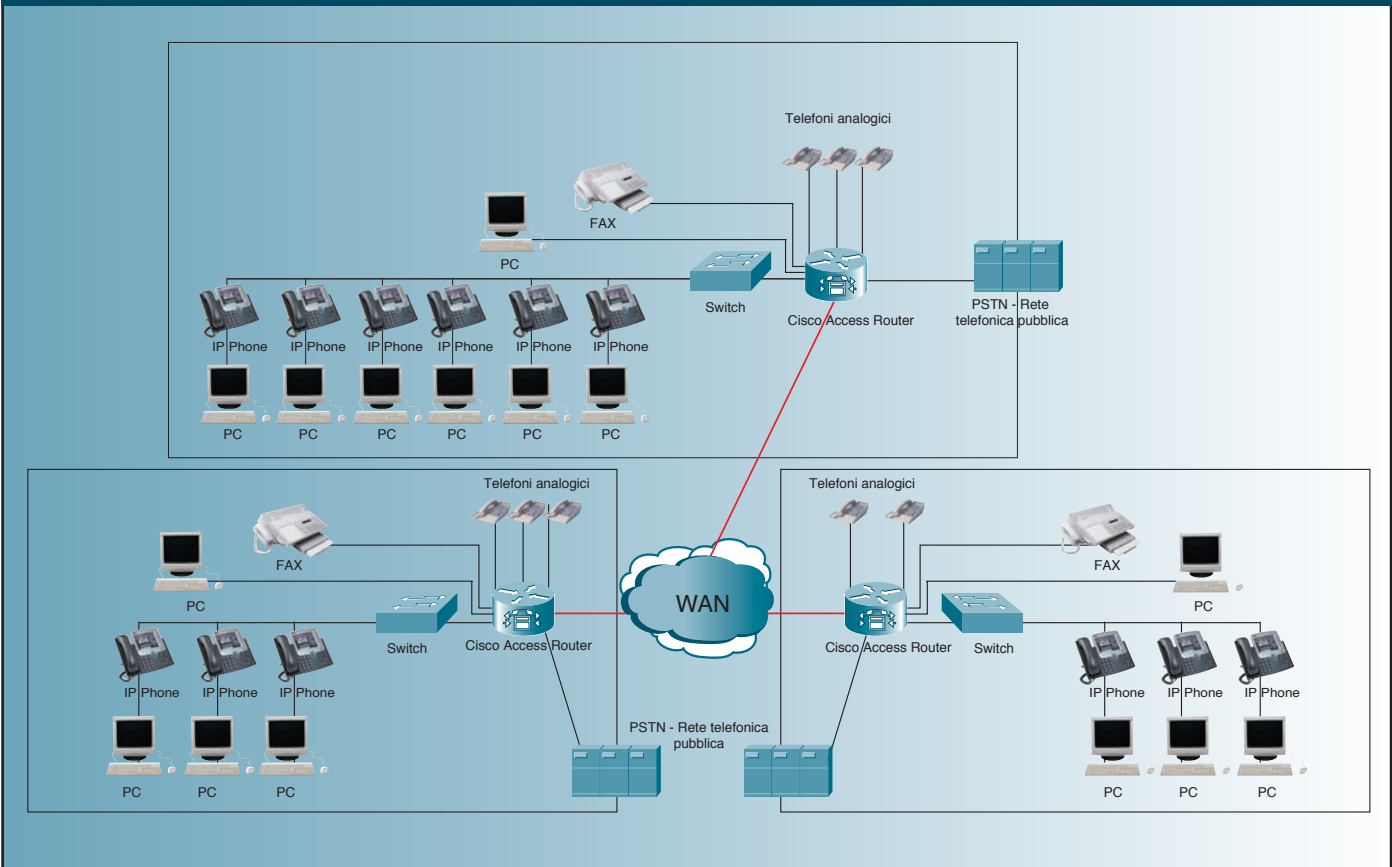 Telefoni analogici
FAX
PC
Switch
Cisco Access Router
PSTN - Rete
telefonica pubblica
IP Phone
IP Phone
IP Phone
IP Phone
IP Phone
IP Phone
PC
PC
PC
PC
PC
PC
Telefoni analogici
FAX
PC
Switch
Cisco Access Router
IP Phone
IP Phone
IP Phone
PC
PC
PC
WAN
PSTN - Rete telefonica
pubblica
Telefoni analogici
FAX
PC
Cisco Access Router
Switch
IP Phone
IP Phone
IP Phone
PC
PC
PC